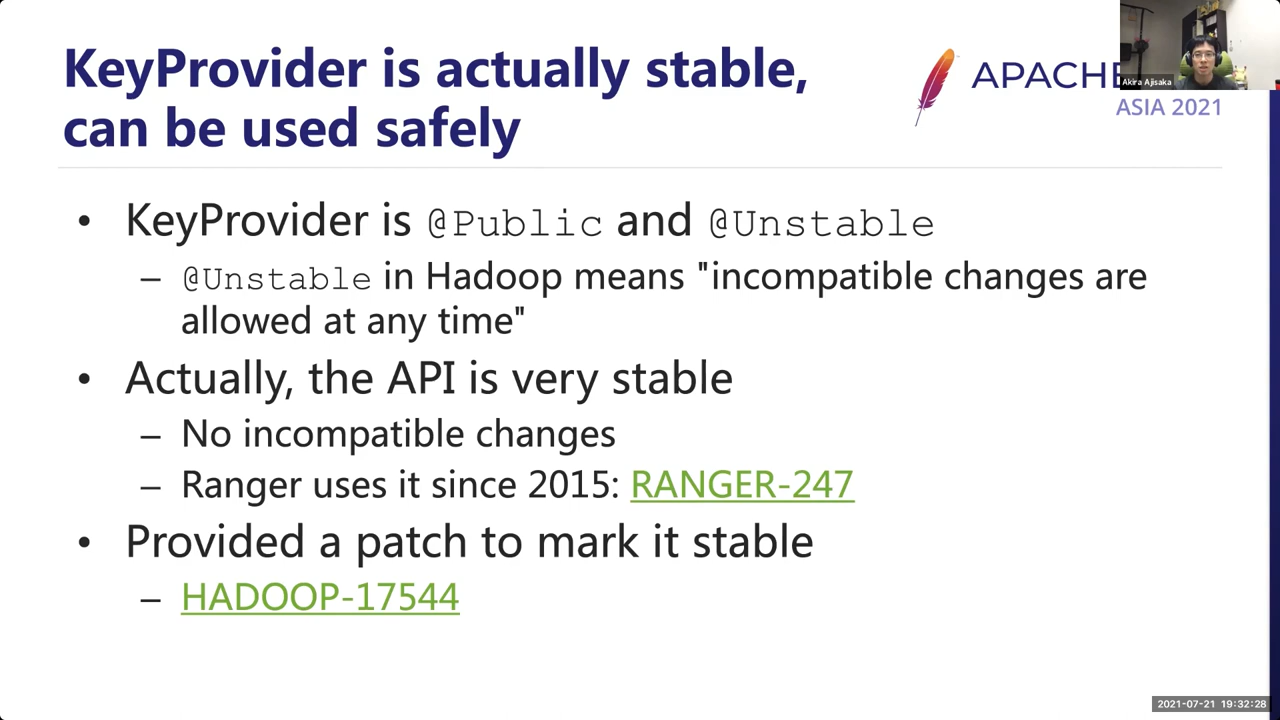 KeyProvider is actually stable,
can be used safely
APACHE
ASIA 2021
Akira Ajisaka
• KeyProvider is @Public and @Unstable
– @Unstable in Hadoop means "incompatible changes are
allowed at any time"
• Actually, the API is very stable
– No incompatible changes
– Ranger uses it since 2015: RANGER-247
• Provided a patch to mark it stable
– HADOOP-17544
2021-07-21 19:32:28